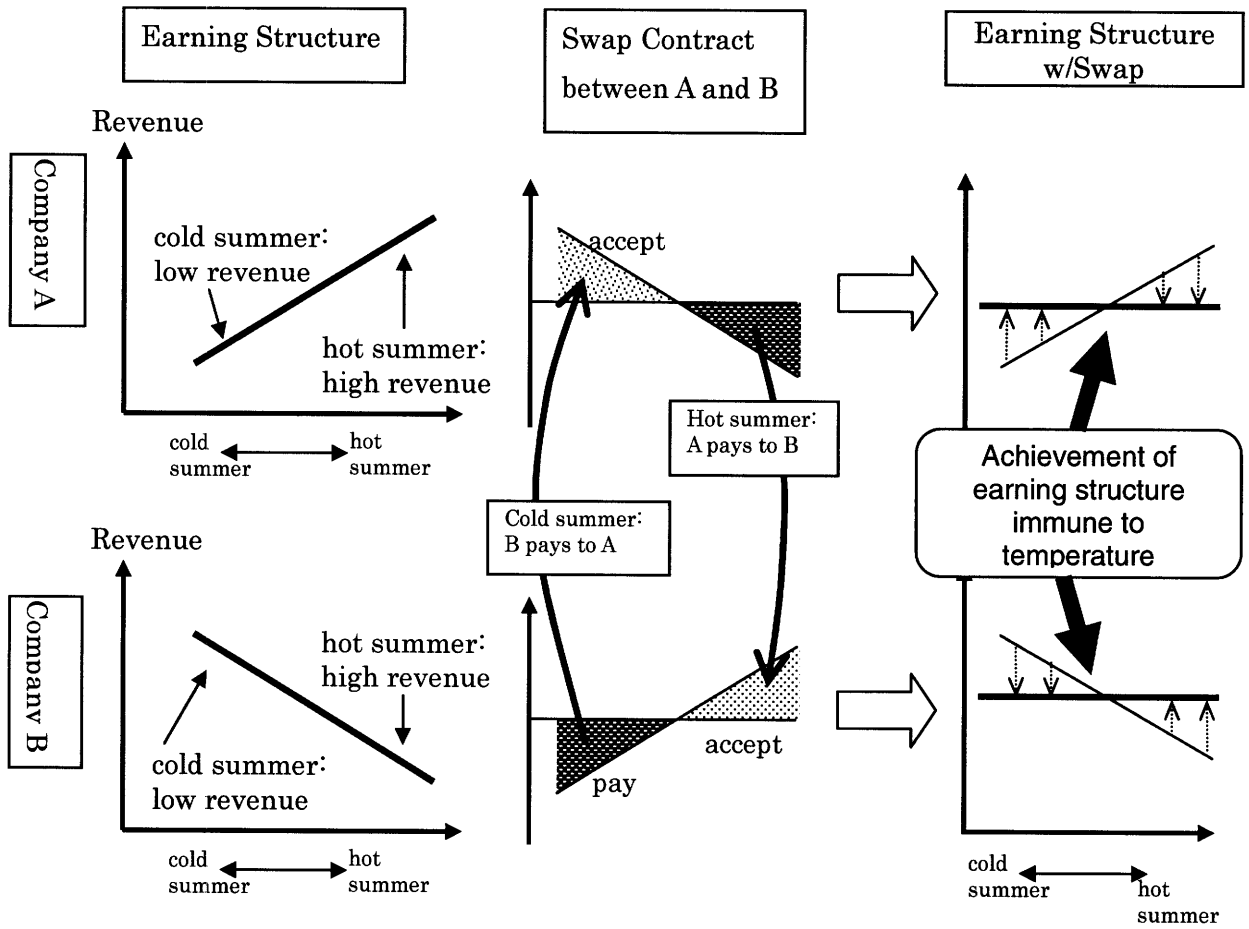 Earning Structure
Swap Contract
between A and B
Earning Structure
w/Swap
Company A
Revenue
cold summer:
low revenue
hot summer:
high revenue
cold
summer
hot
summer
accept
Hot summer:
A pays to B
Cold summer:
B pays to A
Achievement of
earning structure
immune to
temperature
Company B
Revenue
hot summer:
high revenue
cold summer:
low revenue
cold
summer
hot
summer
accept
pay
cold
summer
hot
summer